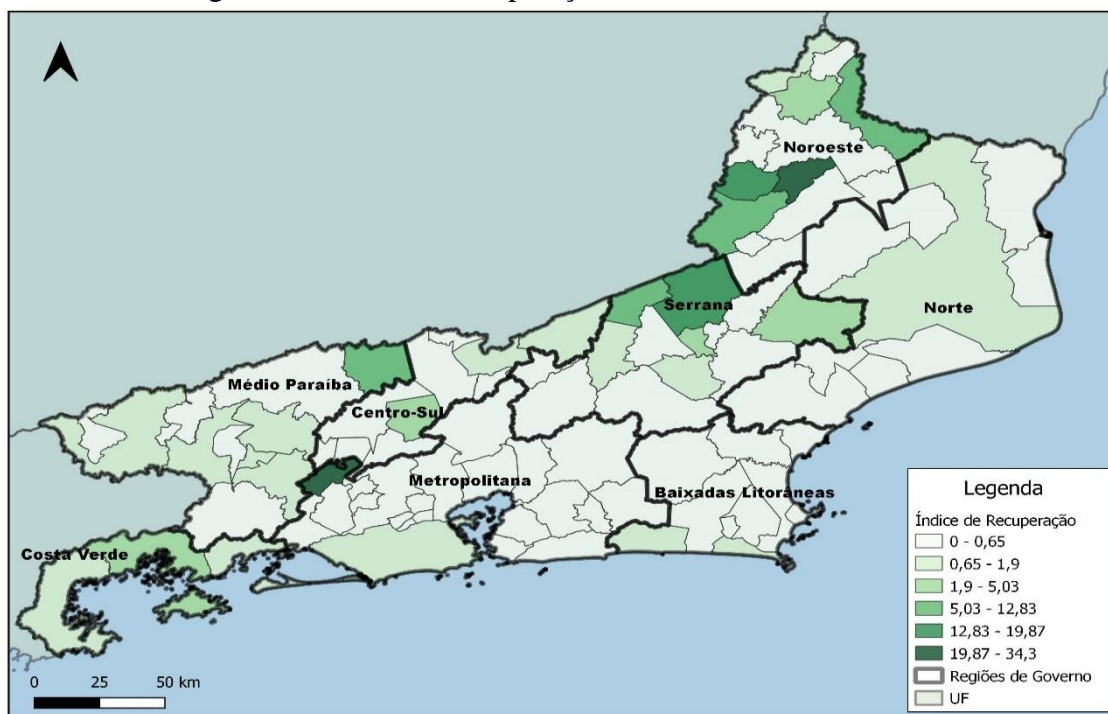 Noroeste
Serrana
Norte
Médio Paraíba
Centro-Sul
Metropolitana
Baixadas Litorâneas
Costa Verde
0 25 50 km
Legenda
Índice de Recuperação
0 - 0,65
0,65 - 1,9
1,9 - 5,03
5,03 - 12,83
12,83 - 19,87
19,87 - 34,3
Regiões de Governo
UF